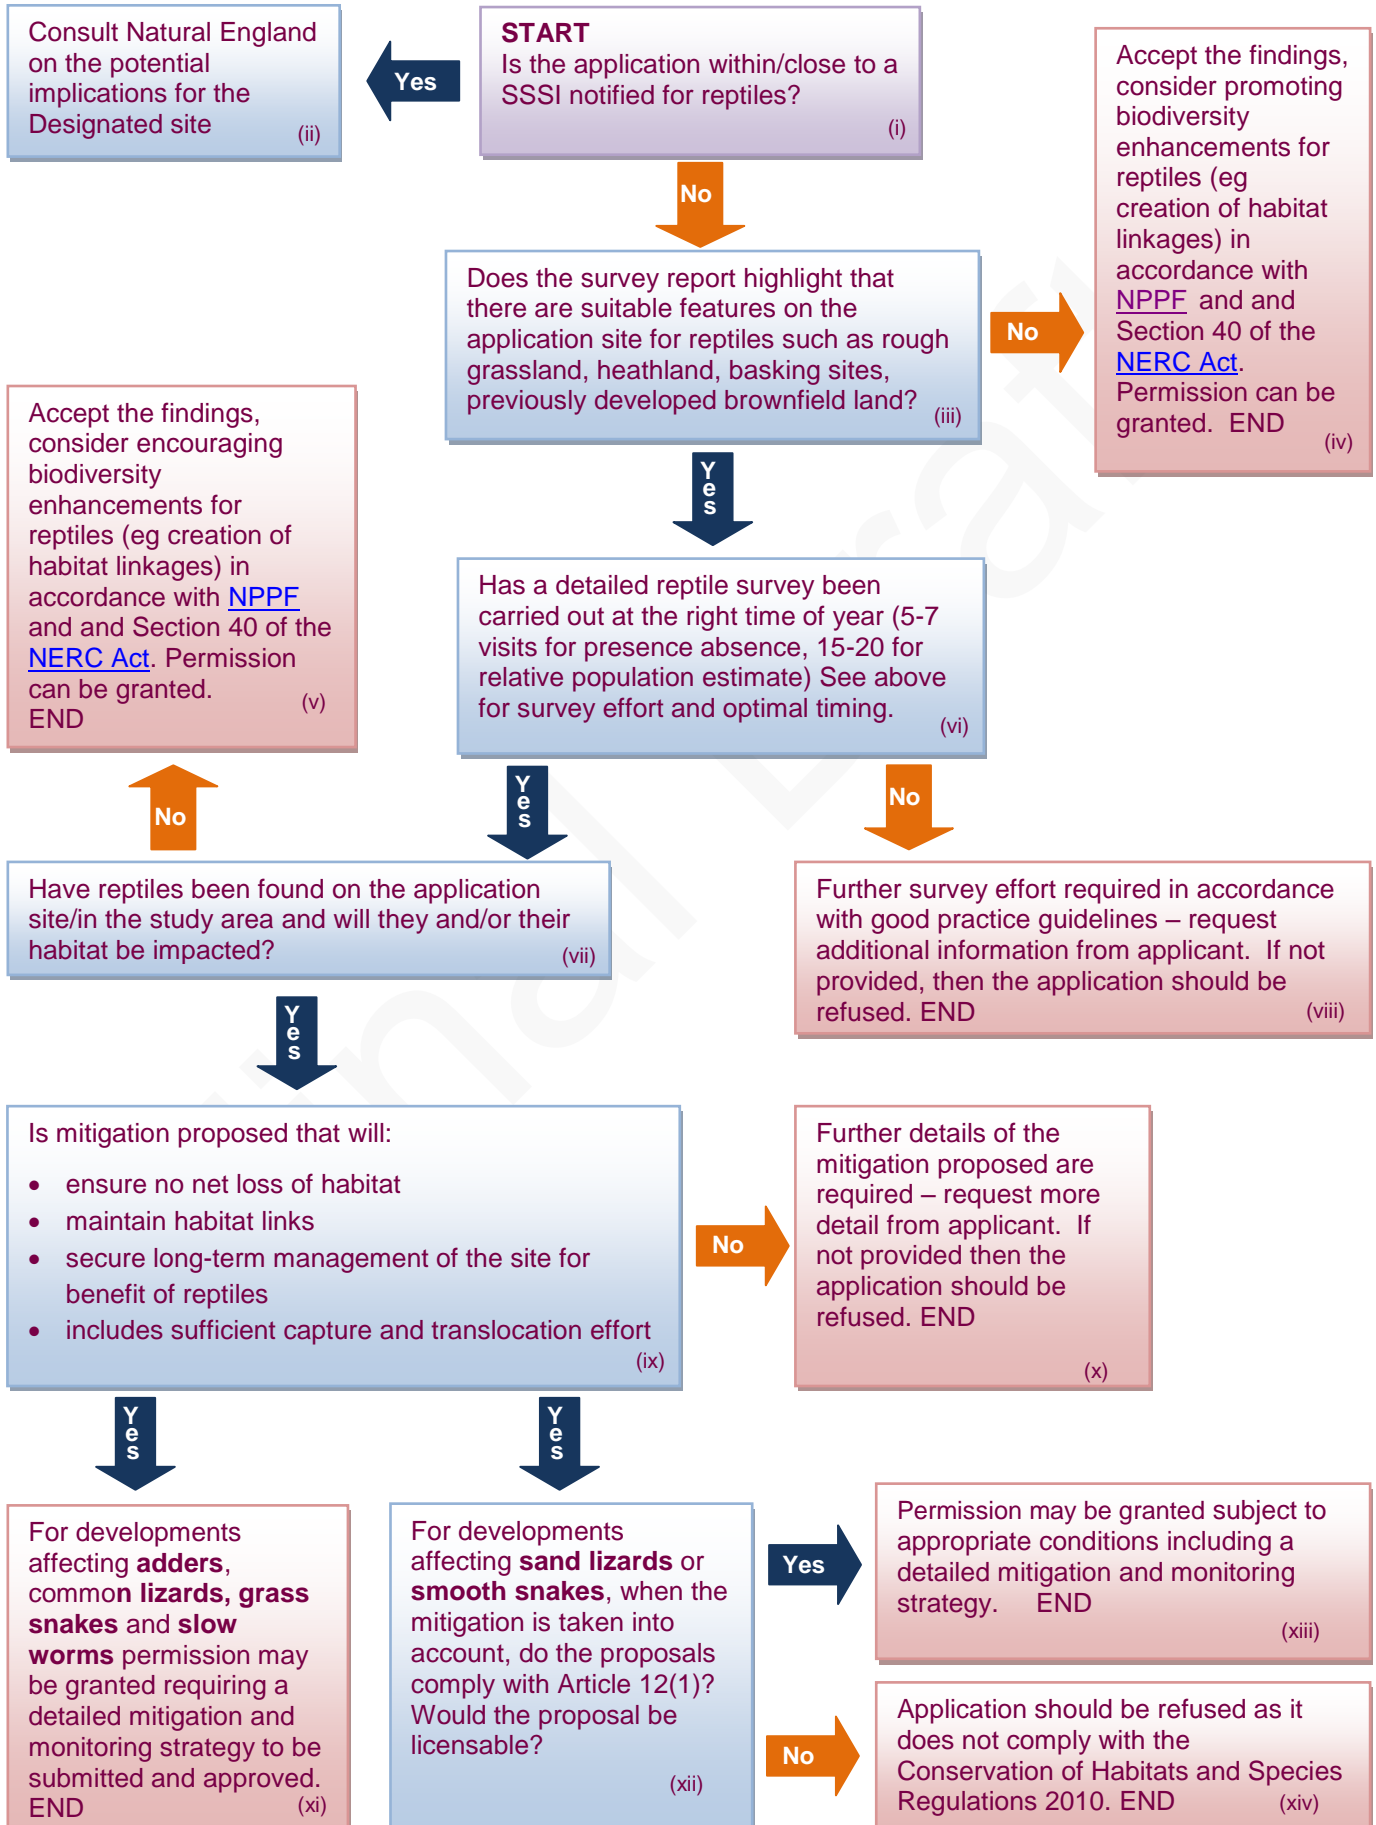 Consult Natural England
on the potential
implications for the
Designated site
(ii)
Yes
START
Is the application within/close to a
SSSI notified for reptiles?
(i)
No
Accept the findings,
consider promoting
biodiversity
enhancements for
reptiles (eg
creation of habitat
linkages) in
accordance with
NPPF and and
Section 40 of the
NERC Act.
Permission can be
granted. END
(iv)
Does the survey report highlight that
there are suitable features on the
application site for reptiles such as rough
grassland, heathland, basking sites,
previously developed brownfield land?
(iii)
No
Yes
Accept the findings,
consider encouraging
biodiversity
enhancements for
reptiles (eg creation of
habitat linkages) in
accordance with NPPF
and and Section 40 of the
NERC Act. Permission
can be granted.
(v)
END
No
Has a detailed reptile survey been
carried out at the right time of year (5-7
visits for presence absence, 15-20 for
relative population estimate) See above
for survey effort and optimal timing.
(vi)
Yes
No
Have reptiles been found on the application
site/in the study area and will they and/or their
habitat be impacted?
(vii)
Further survey effort required in accordance
with good practice guidelines – request
additional information from applicant. If not
provided, then the application should be
refused. END
(viii)
Yes
Is mitigation proposed that will:
• ensure no net loss of habitat
• maintain habitat links
• secure long-term management of the site for
benefit of reptiles
• includes sufficient capture and translocation effort
(ix)
No
Further details of the
mitigation proposed are
required – request more
detail from applicant. If
not provided then the
application should be
refused. END
(x)
Yes
Yes
For developments
affecting adders,
common lizards, grass
snakes and slow
worms permission may
be granted requiring a
detailed mitigation and
monitoring strategy to be
submitted and approved.
END
(xi)
For developments
affecting sand lizards or
smooth snakes, when the
mitigation is taken into
account, do the proposals
comply with Article 12(1)?
Would the proposal be
licensable?
(xii)
Yes
Permission may be granted subject to
appropriate conditions including a
detailed mitigation and monitoring
strategy. END
(xiii)
No
Application should be refused as it
does not comply with the
Conservation of Habitats and Species
Regulations 2010. END
(xiv)
Final Draft